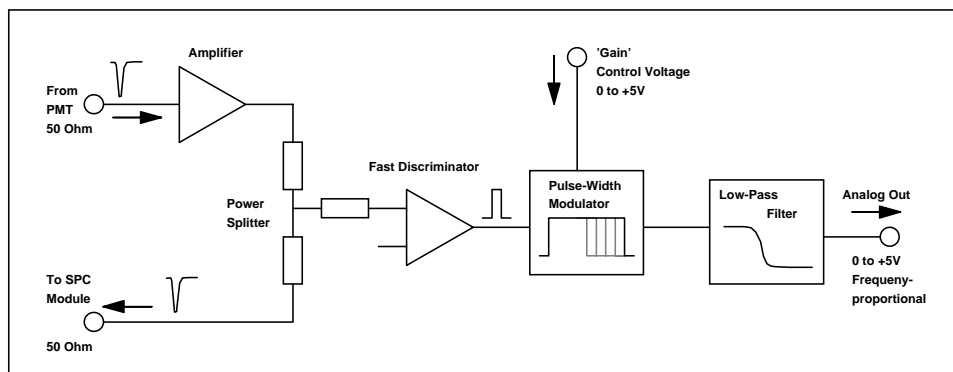 Amplifier
From
PMT
50 Ohm
'Gain'
Control Voltage
0 to +5V
Fast Discriminator
Power
Splitter
Pulse-Width
Modulator
Low-Pass
Filter
Analog Out
0 to +5V
Frequeny-
proportional
To SPC
Module
50 Ohm